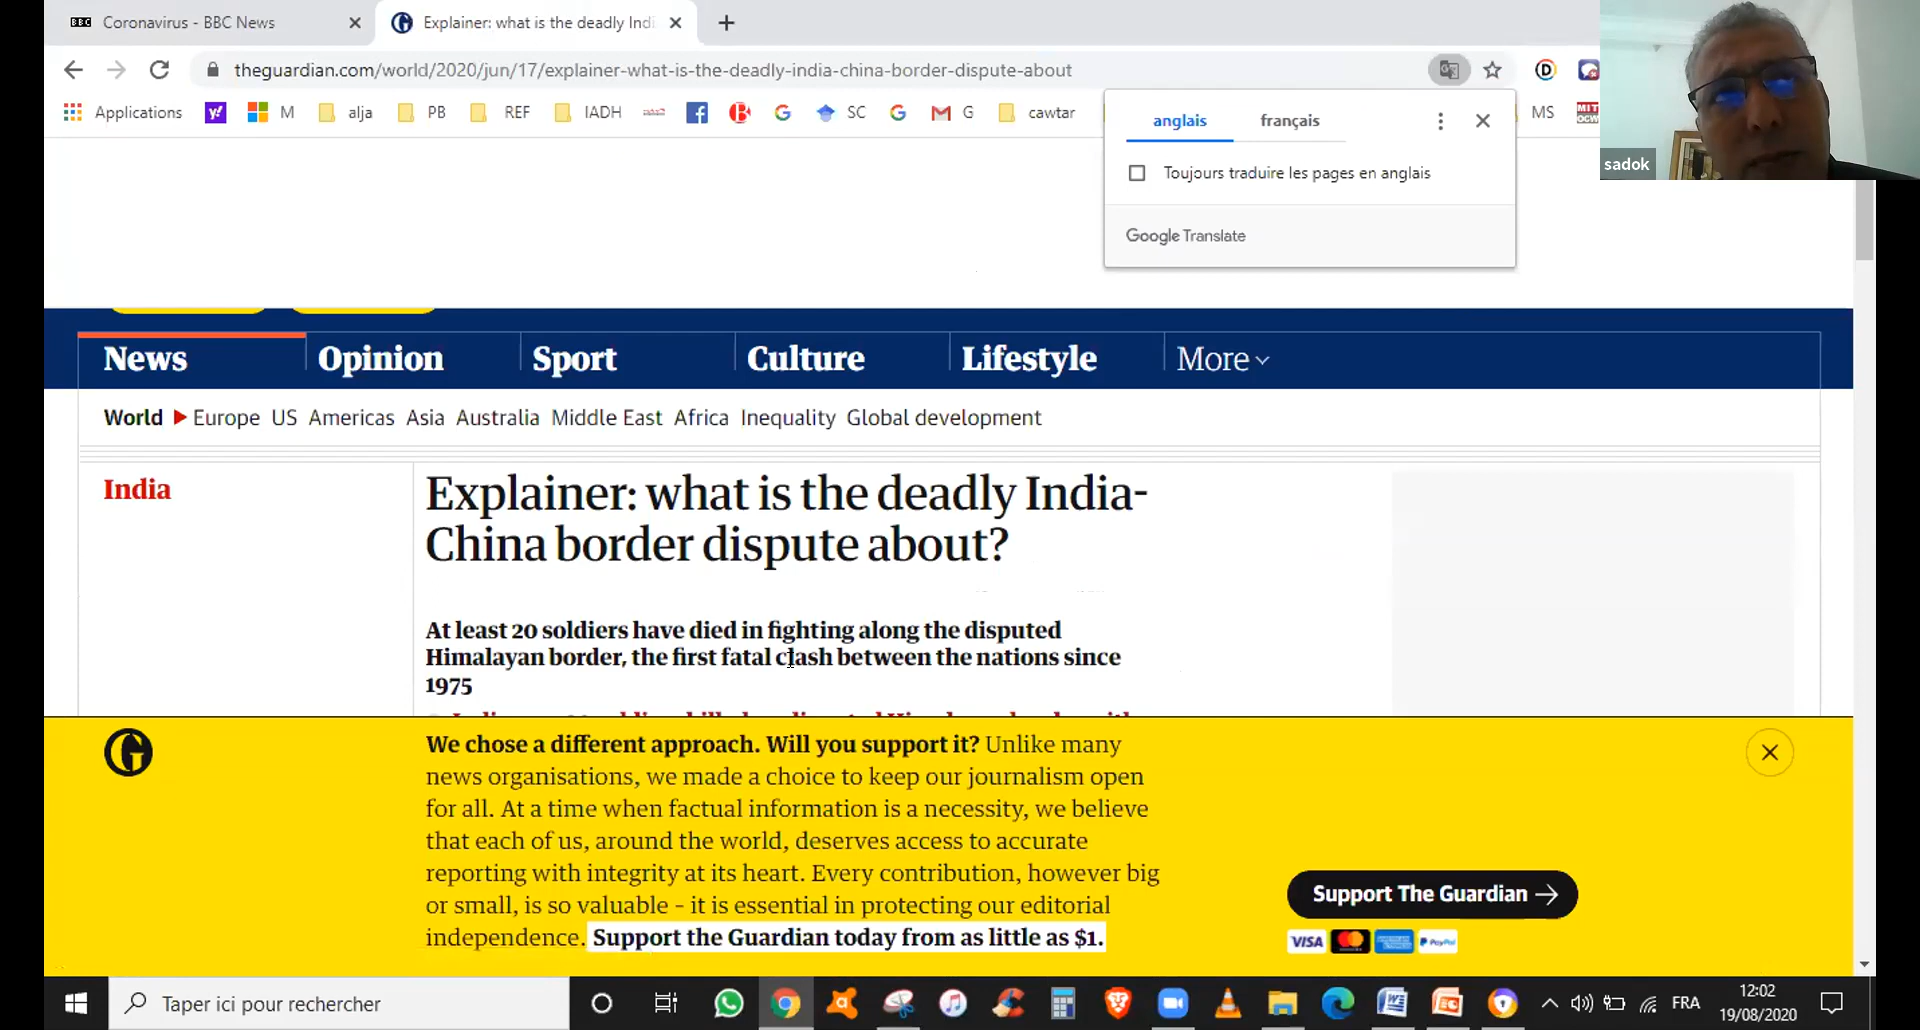 BBC Coronavirus - BBC News
Explainer: what is the deadly Indi
theguardian.com/world/2020/jun/17/explainer-what-is-the-deadly-india-china-border-dispute-about
Applications M alja PB REF IADH SC G cawtar MS
anglais français
Toujours traduire les pages en anglais
Google Translate
sadok
News Opinion Sport Culture Lifestyle More
World Europe US Americas Asia Australia Middle East Africa Inequality Global development
India
Explainer: what is the deadly India-
China border dispute about?
At least 20 soldiers have died in fighting along the disputed
Himalayan border, the first fatal clash between the nations since
1975
We chose a different approach. Will you support it? Unlike many
news organisations, we made a choice to keep our journalism open
for all. At a time when factual information is a necessity, we believe
that each of us, around the world, deserves access to accurate
reporting with integrity at its heart. Every contribution, however big
or small, is so valuable – it is essential in protecting our editorial
independence. Support the Guardian today from as little as $1.
Support The Guardian
VISA PayPal
Taper ici pour rechercher
FRA
12:02
19/08/2020